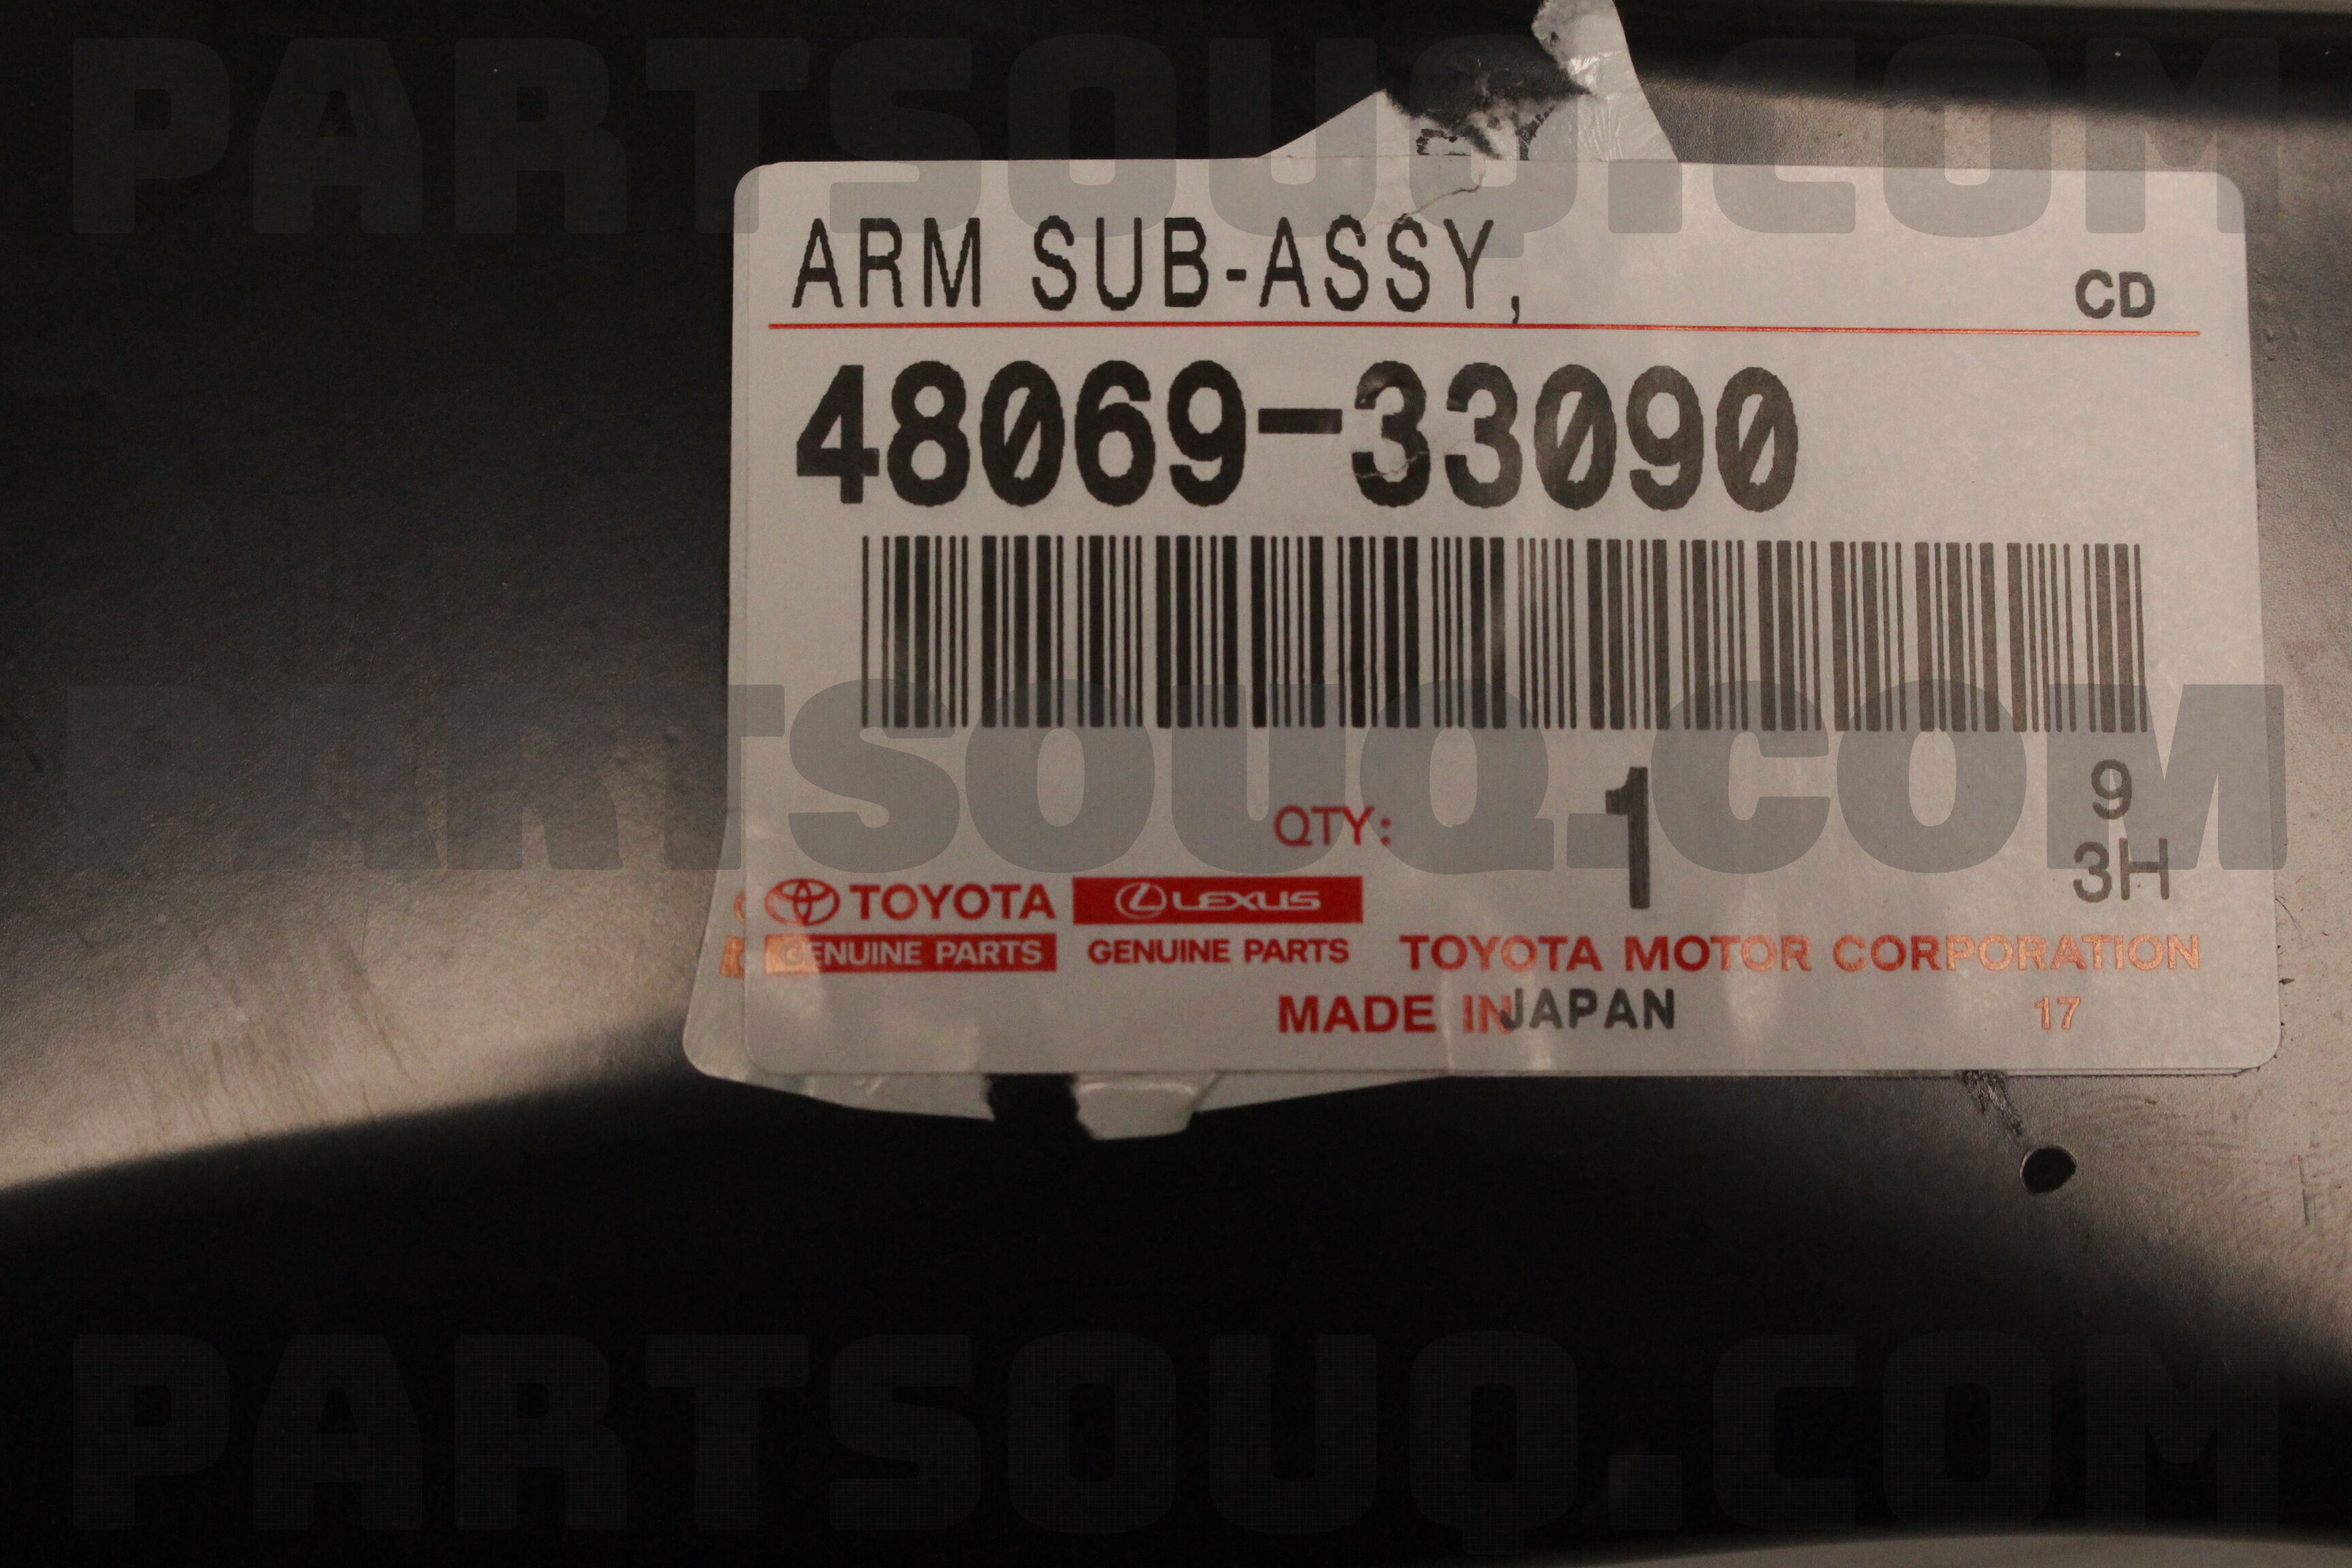 PARTSOUQ.COM
ARM SUB-ASSY,
CD
48069-33090
PARTSOUQ.COM
QTY: 1
9
3H
TOYOTA LEXUS
GENUINE PARTS GENUINE PARTS TOYOTA MOTOR CORPORATION
MADE IN JAPAN
17
PARTSOUQ.COM